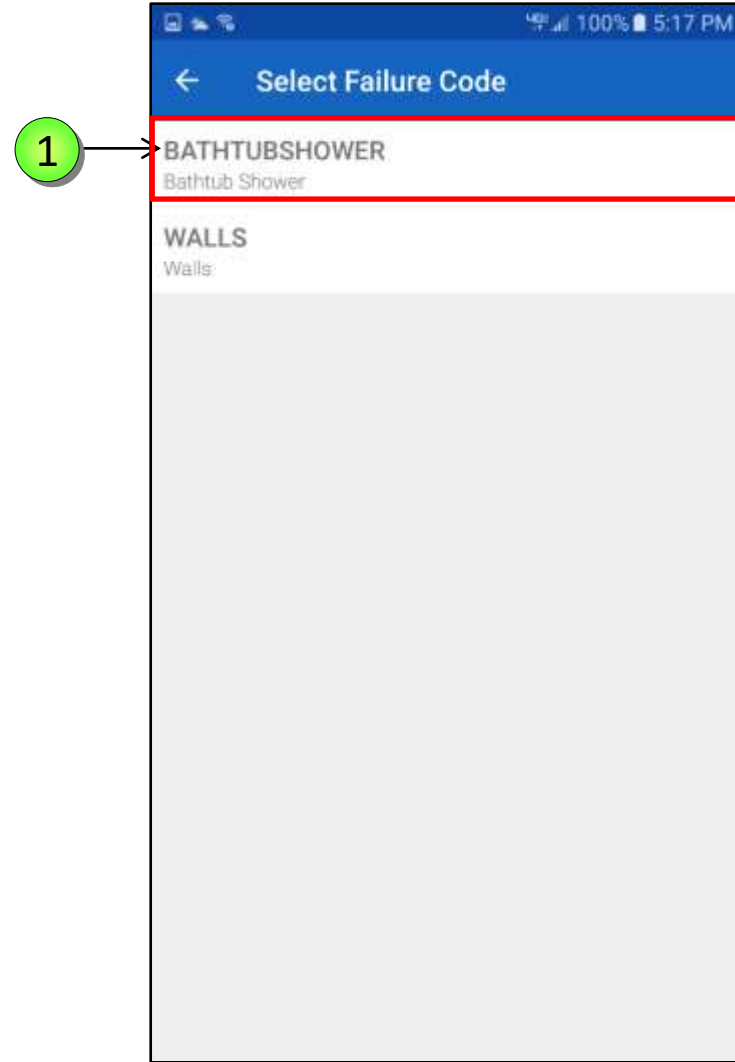 100% 5:17 PM
Select Failure Code
1
BATHTUBSHOWER
Bathtub Shower
WALLS
Walls